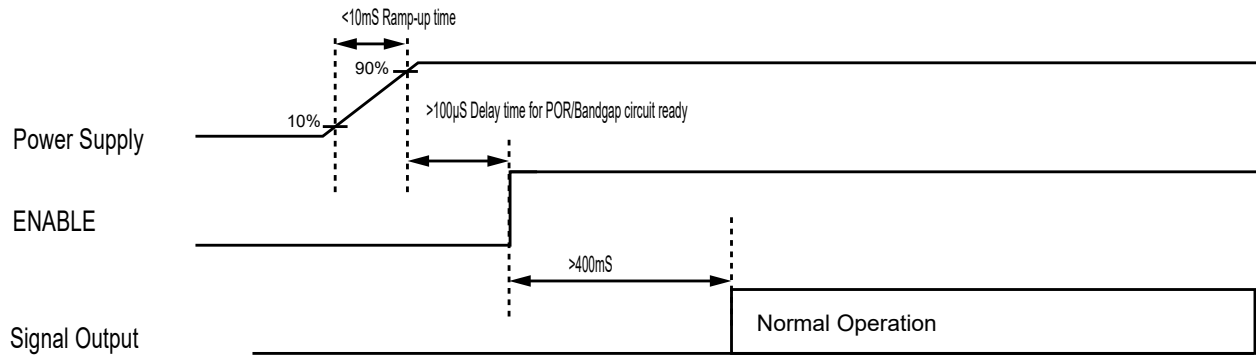 <10mS Ramp-up time
90%
>100µS Delay time for POR/Bandgap circuit ready
10%
Power Supply
ENABLE
>400mS
Normal Operation
Signal Output